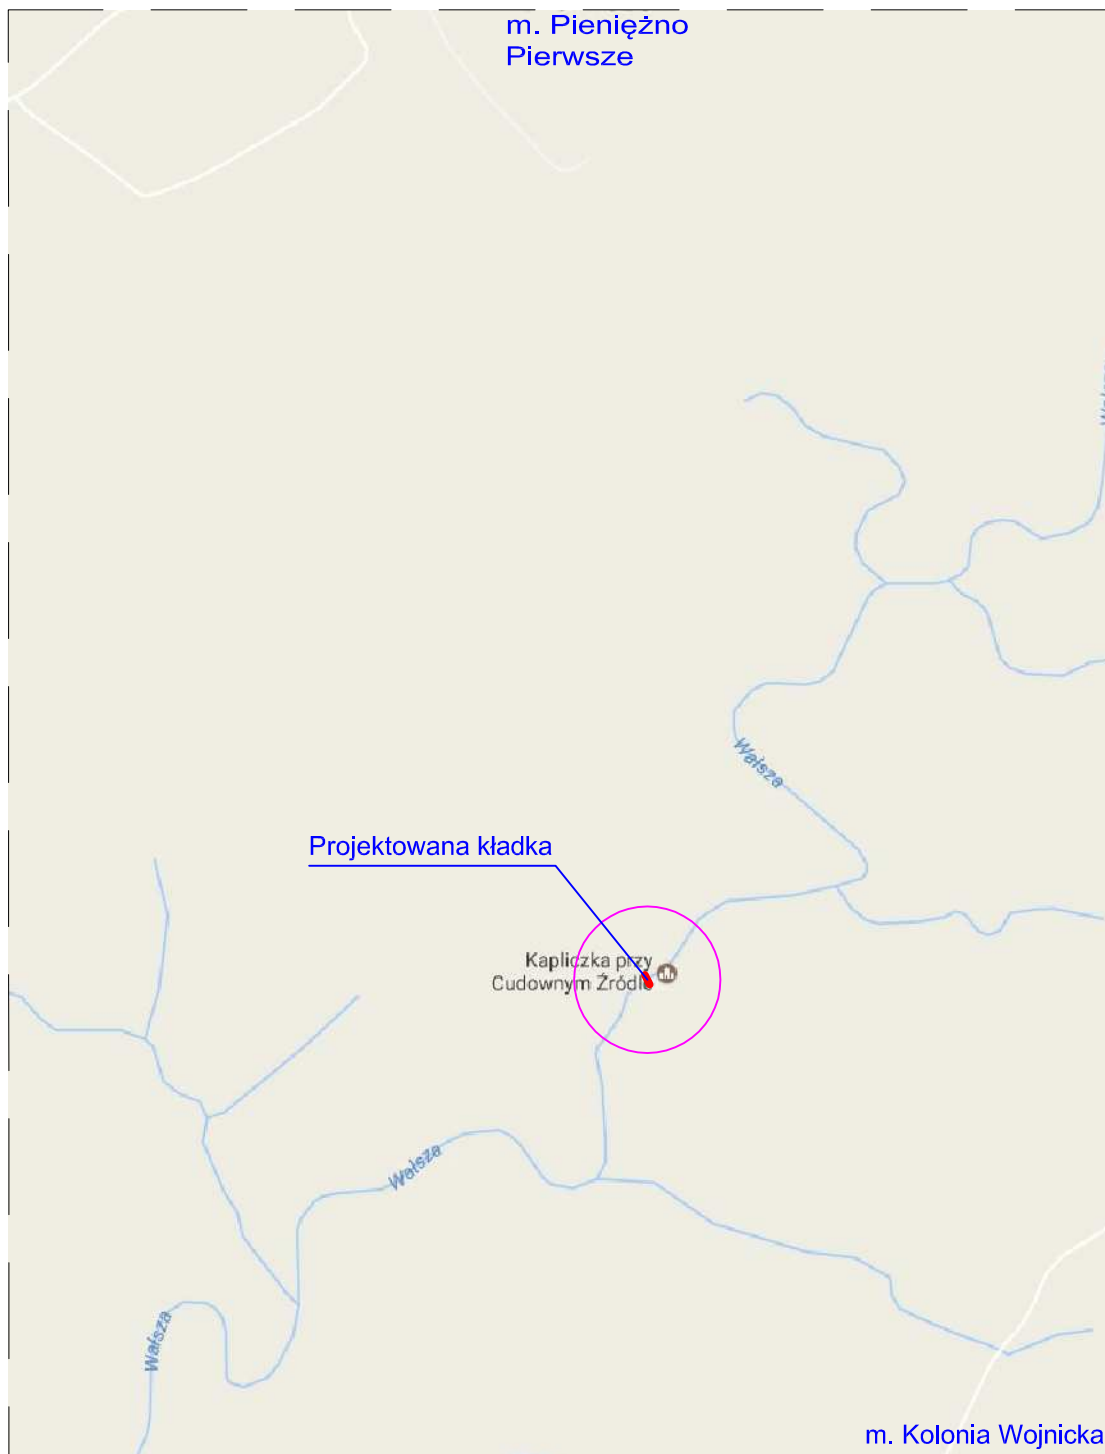 m. Pieniężno
Pierwsze
Wałsza
Projektowana kładka
Kapliczka przy
Cudownym Źródle
Wałsza
Wałsza
m. Kolonia Wojnicka